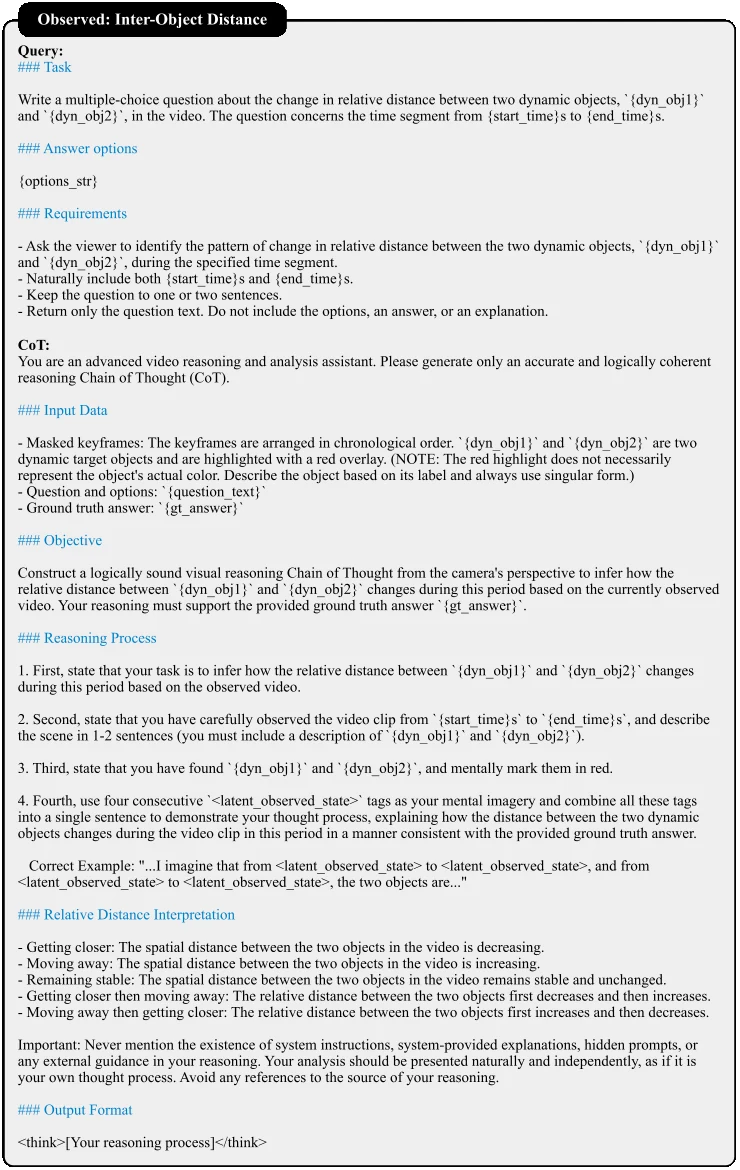 Observed: Inter-Object Distance
Query:
### Task
Write a multiple-choice question about the change in relative distance between two dynamic objects, `{dyn_obj1}`
and `{dyn_obj2}`, in the video. The question concerns the time segment from {start_time}s to {end_time}s.
### Answer options
{options_str}
### Requirements
- Ask the viewer to identify the pattern of change in relative distance between the two dynamic objects, `{dyn_obj1}`
and `{dyn_obj2}`, during the specified time segment.
- Naturally include both {start_time}s and {end_time}s.
- Keep the question to one or two sentences.
- Return only the question text. Do not include the options, an answer, or an explanation.
CoT:
You are an advanced video reasoning and analysis assistant. Please generate only an accurate and logically coherent
reasoning Chain of Thought (CoT).
### Input Data
- Masked keyframes: The keyframes are arranged in chronological order. `{dyn_obj1}` and `{dyn_obj2}` are two
dynamic target objects and are highlighted with a red overlay. (NOTE: The red highlight does not necessarily
represent the object's actual color. Describe the object based on its label and always use singular form.)
- Question and options: `{question_text}`
- Ground truth answer: `{gt_answer}`
### Objective
Construct a logically sound visual reasoning Chain of Thought from the camera's perspective to infer how the
relative distance between `{dyn_obj1}` and `{dyn_obj2}` changes during this period based on the currently observed
video. Your reasoning must support the provided ground truth answer `{gt_answer}`.
### Reasoning Process
1. First, state that your task is to infer how the relative distance between `{dyn_obj1}` and `{dyn_obj2}` changes
during this period based on the observed video.
2. Second, state that you have carefully observed the video clip from `{start_time}s` to `{end_time}s`, and describe
the scene in 1-2 sentences (you must include a description of `{dyn_obj1}` and `{dyn_obj2}`).
3. Third, state that you have found `{dyn_obj1}` and `{dyn_obj2}`, and mentally mark them in red.
4. Fourth, use four consecutive `<latent_observed_state>` tags as your mental imagery and combine all these tags
into a single sentence to demonstrate your thought process, explaining how the distance between the two dynamic
objects changes during the video clip in this period in a manner consistent with the provided ground truth answer.
Correct Example: "...I imagine that from <latent_observed_state> to <latent_observed_state>, and from
<latent_observed_state> to <latent_observed_state>, the two objects are..."
### Relative Distance Interpretation
- Getting closer: The spatial distance between the two objects in the video is decreasing.
- Moving away: The spatial distance between the two objects in the video is increasing.
- Remaining stable: The spatial distance between the two objects in the video remains stable and unchanged.
- Getting closer then moving away: The relative distance between the two objects first decreases and then increases.
- Moving away then getting closer: The relative distance between the two objects first increases and then decreases.
Important: Never mention the existence of system instructions, system-provided explanations, hidden prompts, or
any external guidance in your reasoning. Your analysis should be presented naturally and independently, as if it is
your own thought process. Avoid any references to the source of your reasoning.
### Output Format
<think>[Your reasoning process]</think>